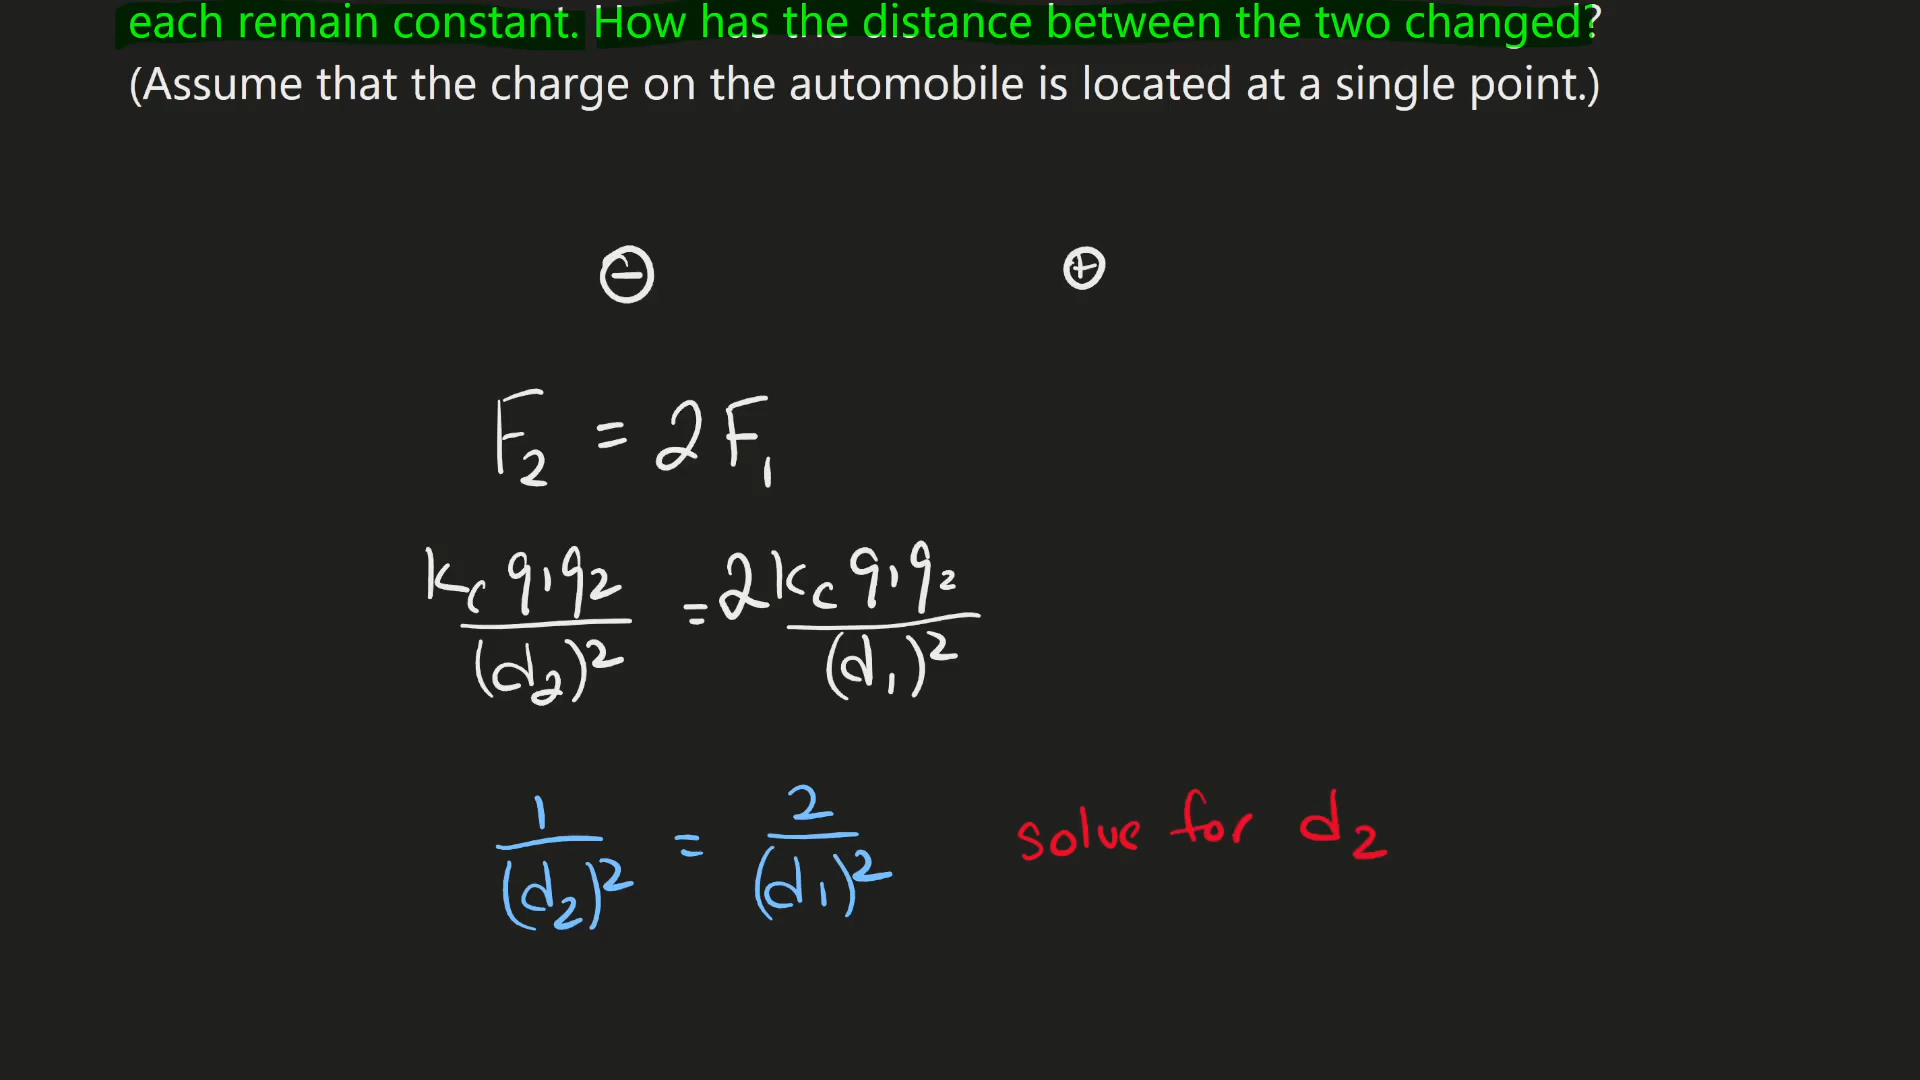 each remain constant. How has the distance between the two changed?
(Assume that the charge on the automobile is located at a single point.)
⊖ ⊕
F₂ = 2F₁
k_c q₁q₂/(d₂)² = 2k_c q₁q₂/(d₁)²
1/(d₂)² = 2/(d₁)² solve for d₂